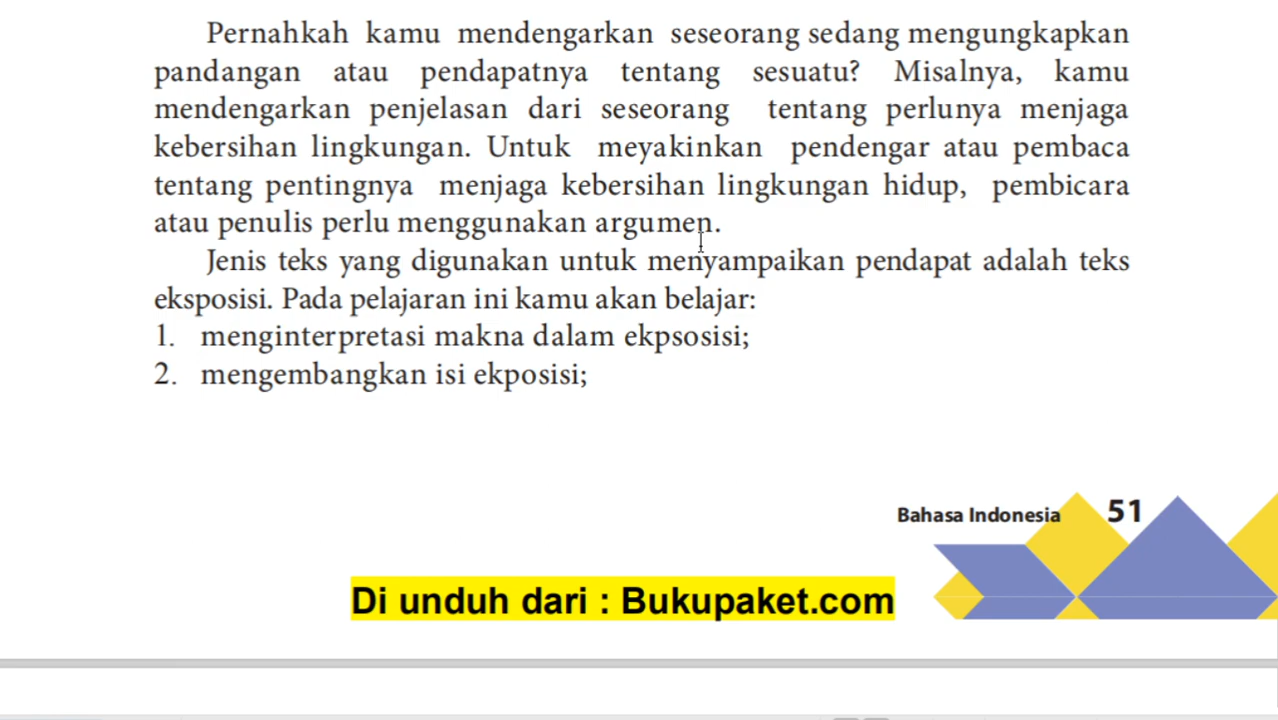 Pernahkah kamu mendengarkan seseorang sedang mengungkapkan
pandangan atau pendapatnya tentang sesuatu? Misalnya, kamu
mendengarkan penjelasan dari seseorang tentang perlunya menjaga
kebersihan lingkungan. Untuk meyakinkan pendengar atau pembaca
tentang pentingnya menjaga kebersihan lingkungan hidup, pembicara
atau penulis perlu menggunakan argumen.
Jenis teks yang digunakan untuk menyampaikan pendapat adalah teks
eksposisi. Pada pelajaran ini kamu akan belajar:
1. menginterpretasi makna dalam ekpsosisi;
2. mengembangkan isi ekposisi;
Bahasa Indonesia 51
Di unduh dari : Bukupaket.com